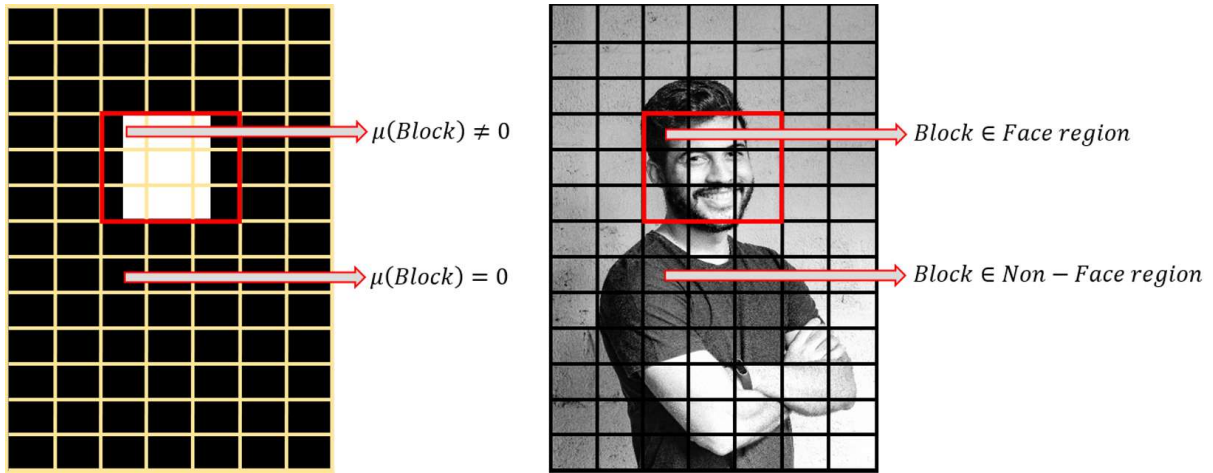 μ(Block) ≠ 0
Block ∈ Face region
μ(Block) = 0
Block ∈ Non − Face region